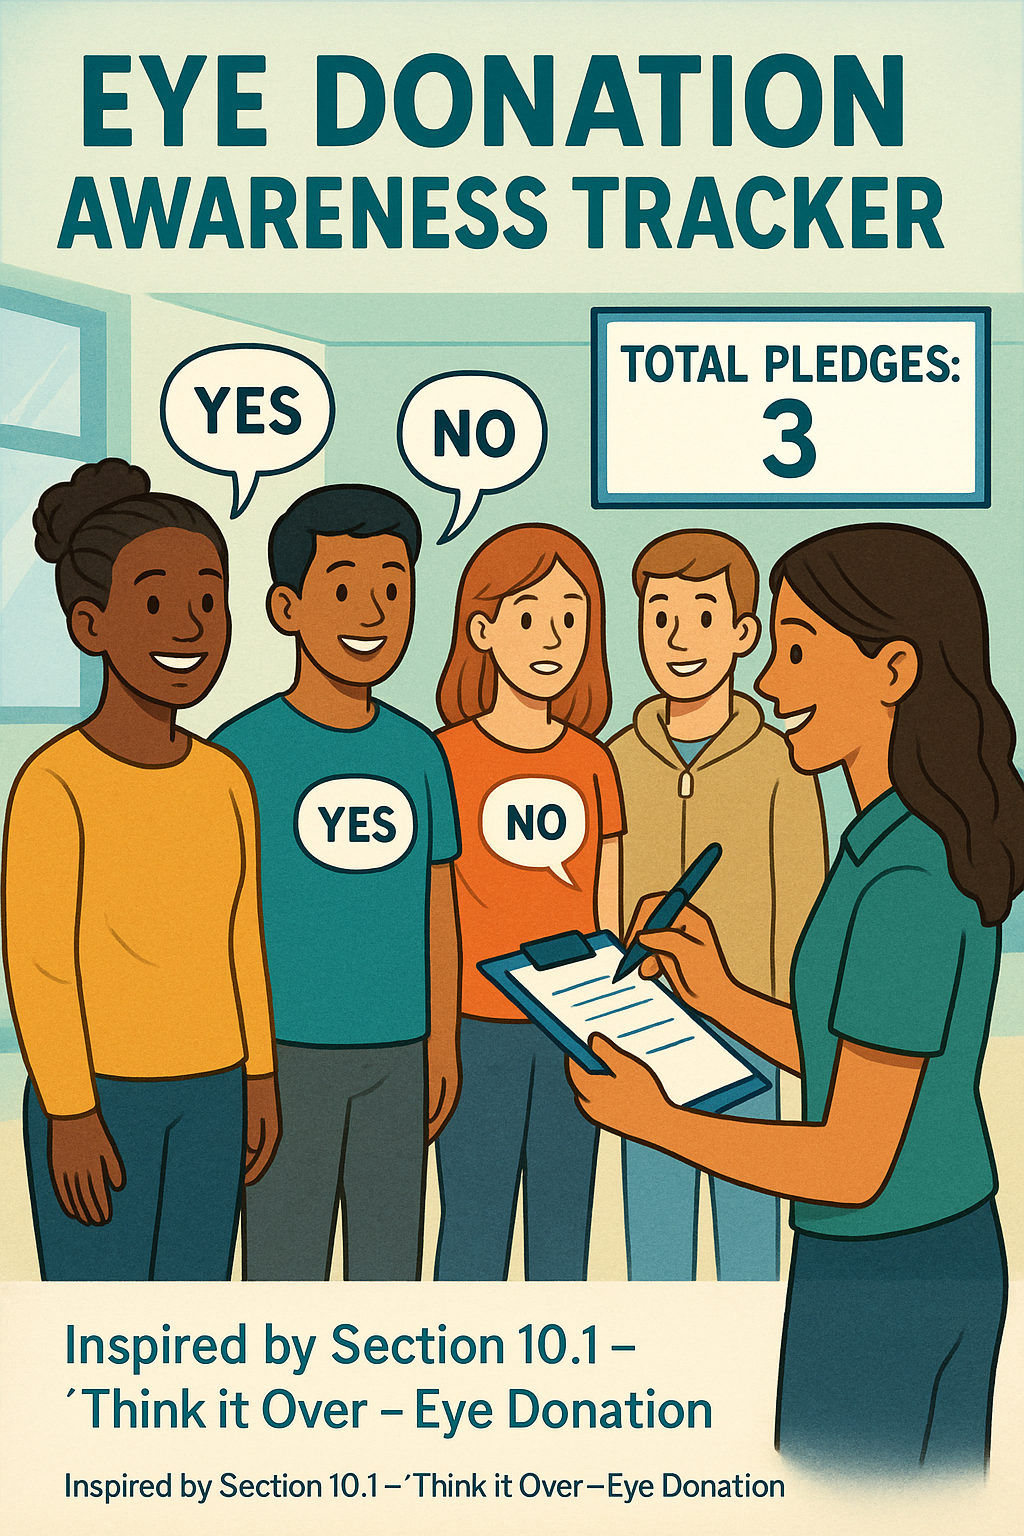 EYE DONATION
AWARENESS TRACKER
TOTAL PLEDGES:
3
YES
NO
YES
NO
Inspired by Section 10.1 –
´Think it Over – Eye Donation
Inspired by Section 10.1 – ´Think it Over – Eye Donation